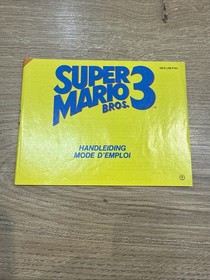 SUPER
MARIO
BROS. 3
HANDLEIDING
MODE D'EMPLOI